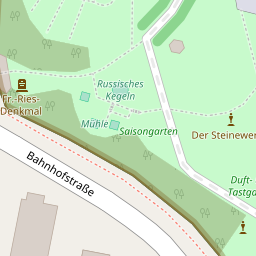 Russisches
Kegeln
Fr.-Ries-
Denkmal
Mühle
Saisongarten
Der Steinewer
Bahnhofstraße
Duft-
Tastga